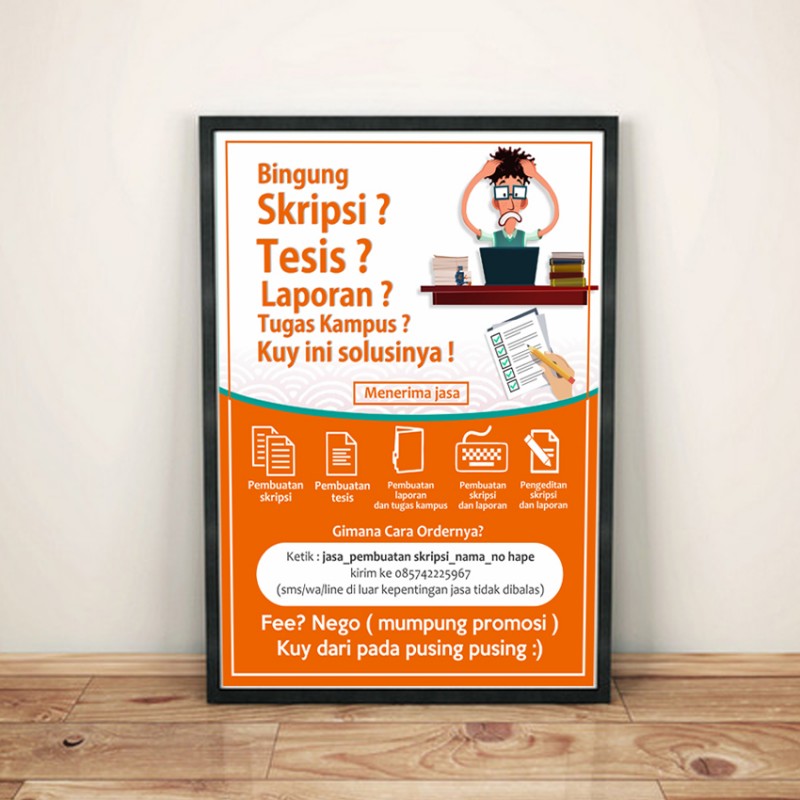 Bingung
Skripsi ?
Tesis ?
Laporan ?
Tugas Kampus ?
Kuy ini solusinya !
Menerima jasa
Pembuatan
skripsi
Pembuatan
tesis
Pembuatan
laporan
dan tugas kampus
Pembuatan
skripsi
dan laporan
Pengeditan
skripsi
dan laporan
Gimana Cara Ordernya?
Ketik : jasa_pembuatan skripsi_nama_no hape
kirim ke 085742225967
(sms/wa/line di luar kepentingan jasa tidak dibalas)
Fee? Nego ( mumpung promosi )
Kuy dari pada pusing pusing :)